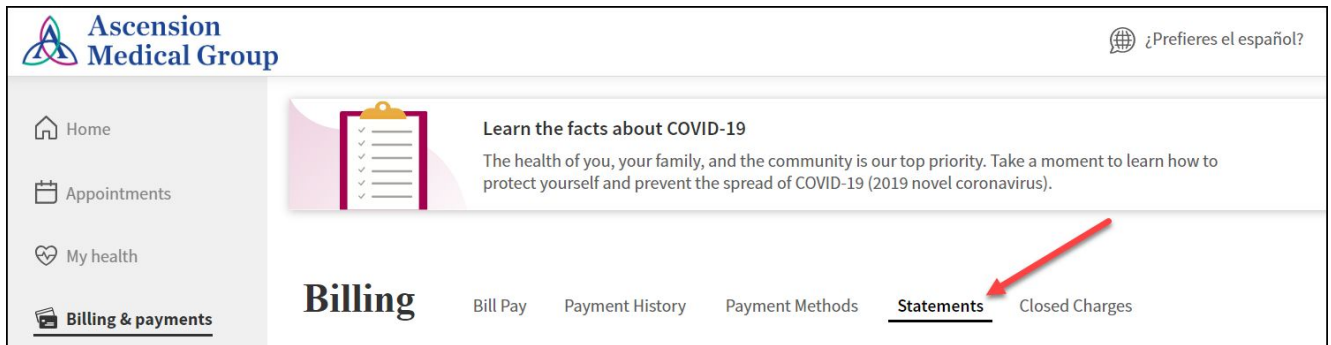 Ascension
Medical Group
¿Prefieres el español?
Home
Appointments
My health
Billing & payments
Learn the facts about COVID-19
The health of you, your family, and the community is our top priority. Take a moment to learn how to
protect yourself and prevent the spread of COVID-19 (2019 novel coronavirus).
Billing
Bill Pay Payment History Payment Methods Statements Closed Charges